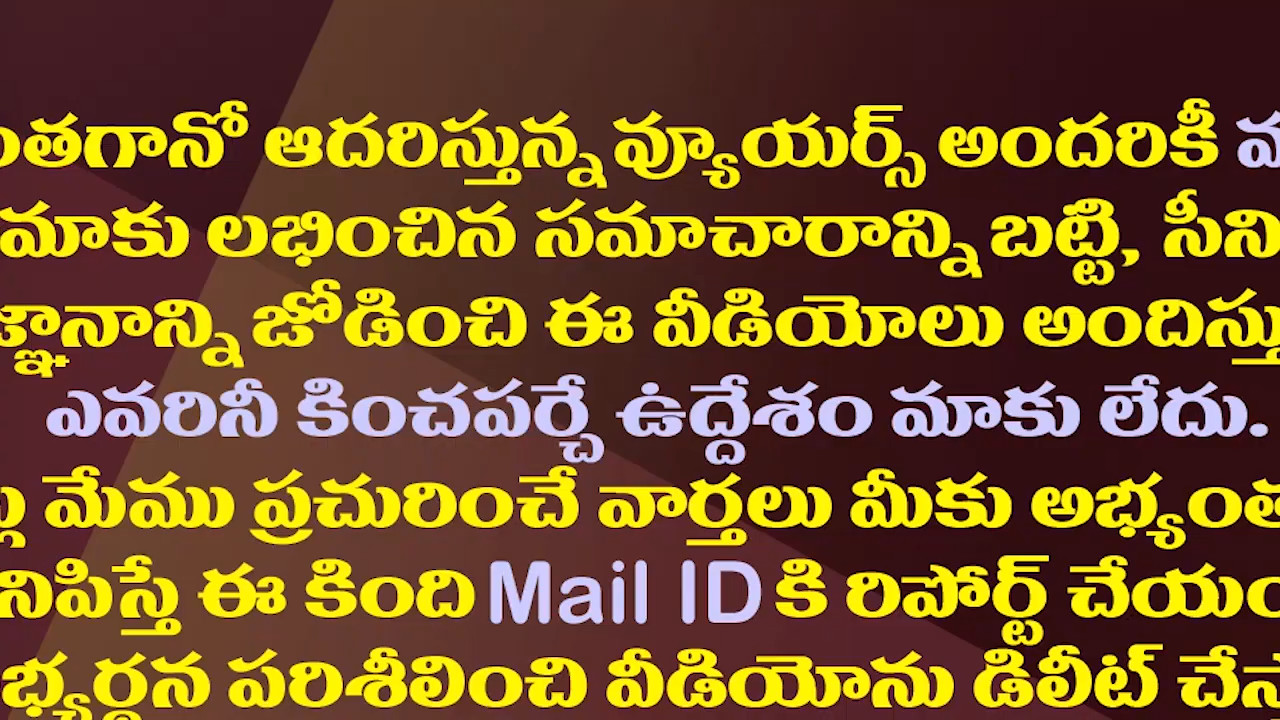 ఆదరిస్తున్న వ్యూయర్స్ అందరికీ
మాకు లభించిన సమాచారాన్ని బట్టి, సీని
జోడించి ఈ వీడియోలు
ఎవరినీ కించపర్చే ఉద్దేశం మాకు లేదు.
మేము ప్రచురించే వార్తలు మీకు
ఈ కింది Mail ID కి రిపోర్ట్
పరిశీలించి వీడియోను డిలీట్